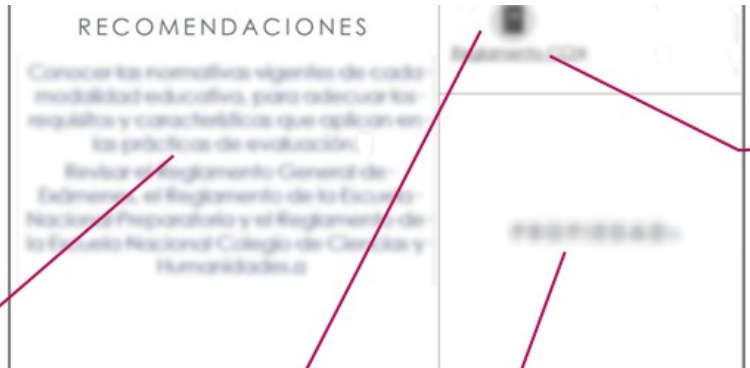 RECOMENDACIONES
Conocer las normativas vigentes de cada
modalidad educativa, para adecuar los
requisitos y características que aplican en
las prácticas de evaluación.
Revisar el Reglamento General de
Exámenes, el Reglamento de la Escuela
Nacional Preparatoria y el Reglamento de
la Escuela Nacional Colegio de Ciencias y
Humanidades.
PROPIEDAD